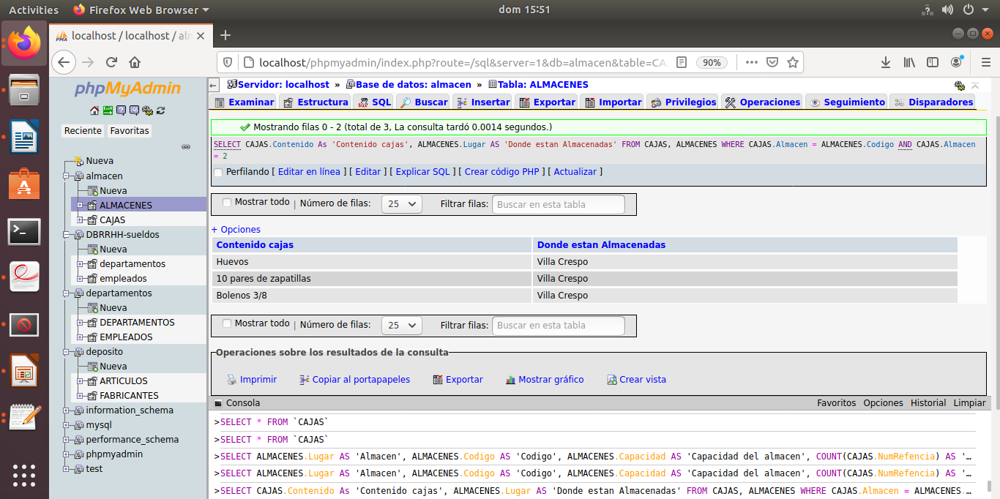 Activities Firefox Web Browser dom 15:51
localhost / localhost / alm
localhost/phpmyadmin/index.php?route=/sql&server=1&db=almacen&table=CA 90%
phpMyAdmin
Reciente Favoritas
Nueva
almacen
Nueva
ALMACENES
CAJAS
DBRRHH-sueldos
Nueva
departamentos
empleados
departamentos
Nueva
DEPARTAMENTOS
EMPLEADOS
deposito
Nueva
ARTICULOS
FABRICANTES
information_schema
mysql
performance_schema
phpmyadmin
test
Servidor: localhost » Base de datos: almacen » Tabla: ALMACENES
Examinar Estructura SQL Buscar Insertar Exportar Importar Privilegios Operaciones Seguimiento Disparadores
Mostrando filas 0 - 2 (total de 3, La consulta tardó 0.0014 segundos.)
SELECT CAJAS.Contenido As 'Contenido cajas', ALMACENES.Lugar AS 'Donde estan Almacenadas' FROM CAJAS, ALMACENES WHERE CAJAS.Almacen = ALMACENES.Codigo AND CAJAS.Almacen
= 2
Perfilando [ Editar en línea ] [ Editar ] [ Explicar SQL ] [ Crear código PHP ] [ Actualizar ]
Mostrar todo | Número de filas: 25 Filtrar filas: Buscar en esta tabla
+ Opciones
Contenido cajas Donde estan Almacenadas
Huevos Villa Crespo
10 pares de zapatillas Villa Crespo
Bolenos 3/8 Villa Crespo
Mostrar todo | Número de filas: 25 Filtrar filas: Buscar en esta tabla
Operaciones sobre los resultados de la consulta
Imprimir Copiar al portapapeles Exportar Mostrar gráfico Crear vista
Consola Favoritos Opciones Historial Limpiar
>SELECT * FROM `CAJAS`
>SELECT * FROM `CAJAS`
>SELECT ALMACENES.Lugar AS 'Almacen', ALMACENES.Codigo AS 'Codigo', ALMACENES.Capacidad AS 'Capacidad del almacen', COUNT(CAJAS.NumRefencia) AS '...
>SELECT ALMACENES.Lugar AS 'Almacen', ALMACENES.Codigo AS 'Codigo', ALMACENES.Capacidad AS 'Capacidad del almacen', COUNT(CAJAS.NumRefencia) AS '...
>SELECT CAJAS.Contenido As 'Contenido cajas', ALMACENES.Lugar AS 'Donde estan Almacenadas' FROM CAJAS, ALMACENES WHERE CAJAS.Almacen = ALMACENES....